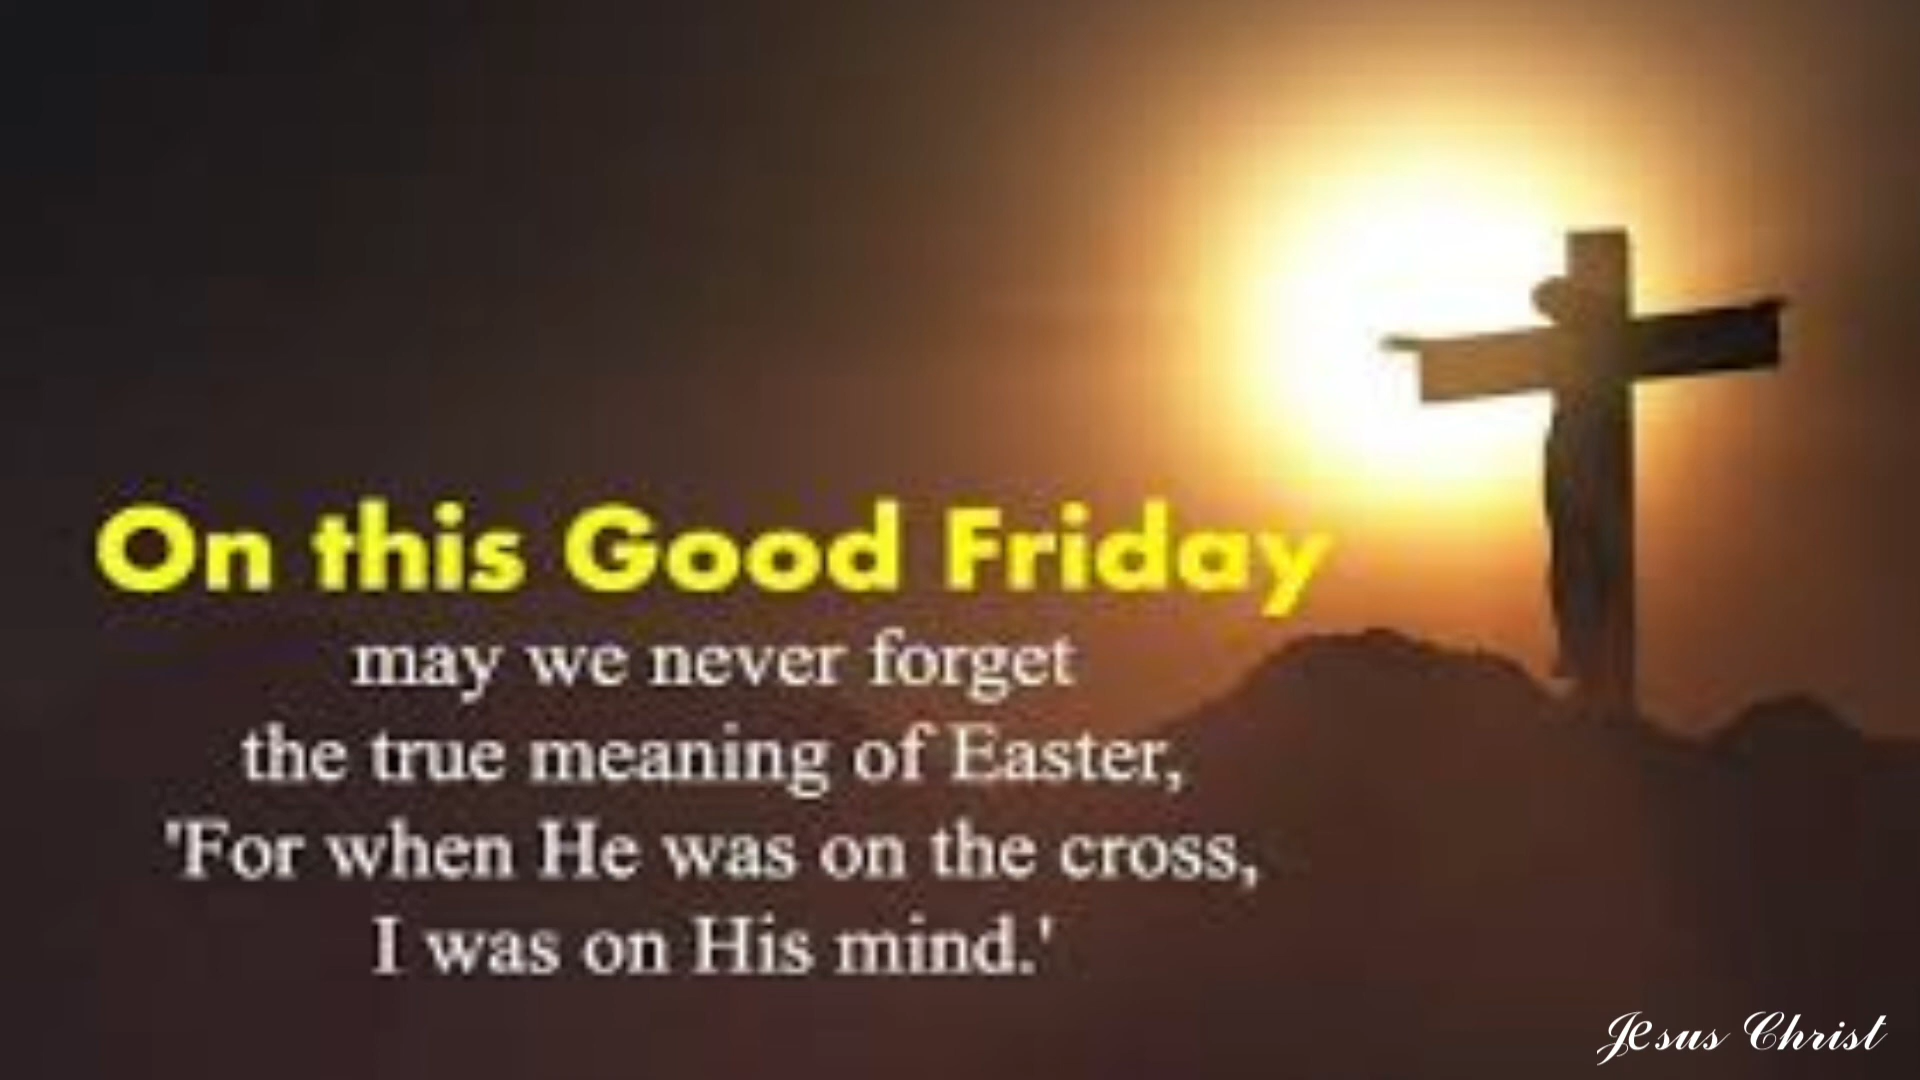 On this Good Friday
may we never forget
the true meaning of Easter,
'For when He was on the cross,
I was on His mind.'
Jesus Christ